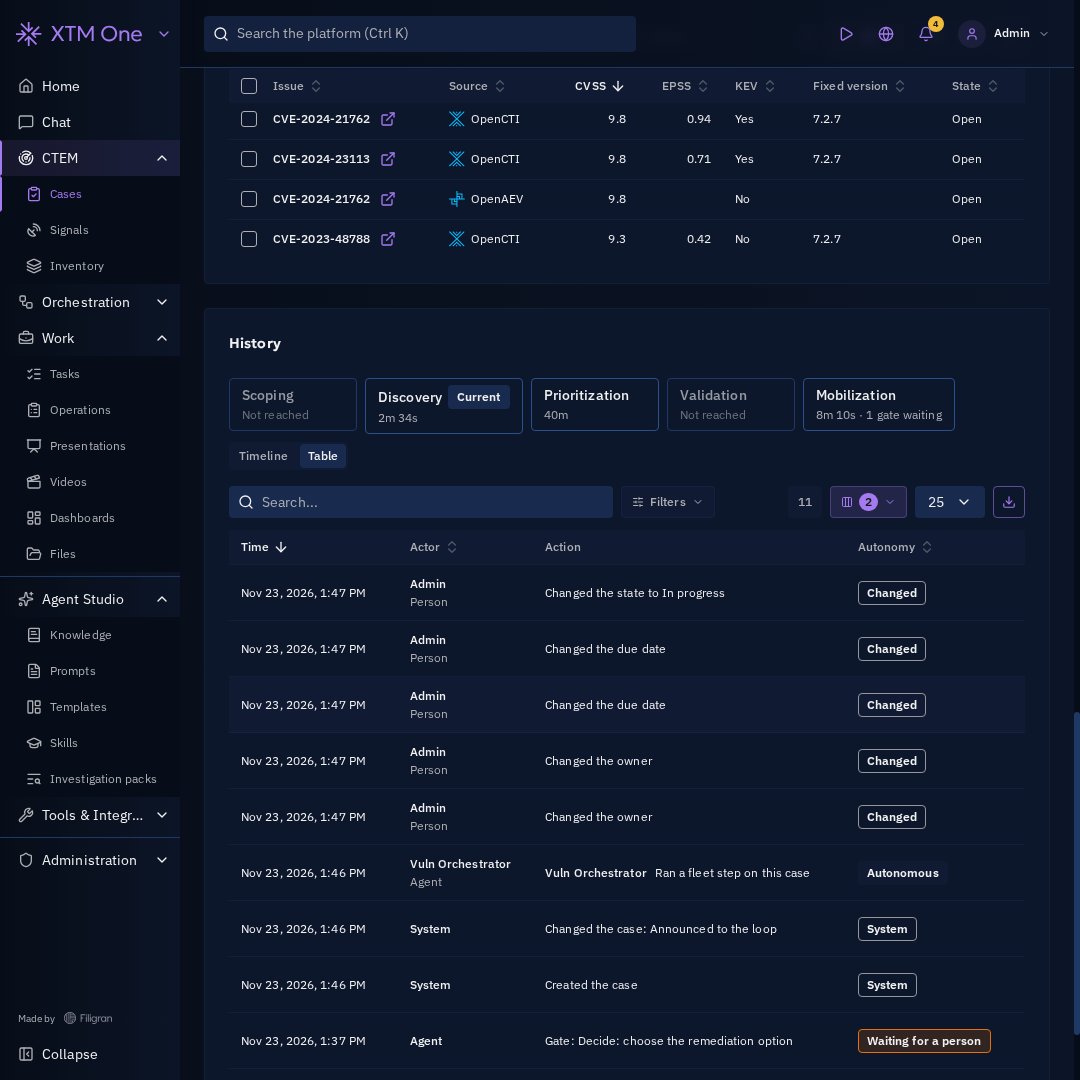 XTM One
Search the platform (Ctrl K)
4
Admin
Home
Chat
CTEM
Cases
Signals
Inventory
Orchestration
Work
Tasks
Operations
Presentations
Videos
Dashboards
Files
Agent Studio
Knowledge
Prompts
Templates
Skills
Investigation packs
Tools & Integr...
Administration
Made by Filigran
Collapse
Issue Source CVSS EPSS KEV Fixed version State
CVE-2024-21762 OpenCTI 9.8 0.94 Yes 7.2.7 Open
CVE-2024-23113 OpenCTI 9.8 0.71 Yes 7.2.7 Open
CVE-2024-21762 OpenAEV 9.8 No Open
CVE-2023-48788 OpenCTI 9.3 0.42 No 7.2.7 Open
History
Scoping
Not reached
Discovery Current
2m 34s
Prioritization
40m
Validation
Not reached
Mobilization
8m 10s · 1 gate waiting
Timeline Table
Search... Filters 11 2 25
Time Actor Action Autonomy
Nov 23, 2026, 1:47 PM Admin Person Changed the state to In progress Changed
Nov 23, 2026, 1:47 PM Admin Person Changed the due date Changed
Nov 23, 2026, 1:47 PM Admin Person Changed the due date Changed
Nov 23, 2026, 1:47 PM Admin Person Changed the owner Changed
Nov 23, 2026, 1:47 PM Admin Person Changed the owner Changed
Nov 23, 2026, 1:46 PM Vuln Orchestrator Agent Vuln Orchestrator Ran a fleet step on this case Autonomous
Nov 23, 2026, 1:46 PM System Changed the case: Announced to the loop System
Nov 23, 2026, 1:46 PM System Created the case System
Nov 23, 2026, 1:37 PM Agent Gate: Decide: choose the remediation option Waiting for a person